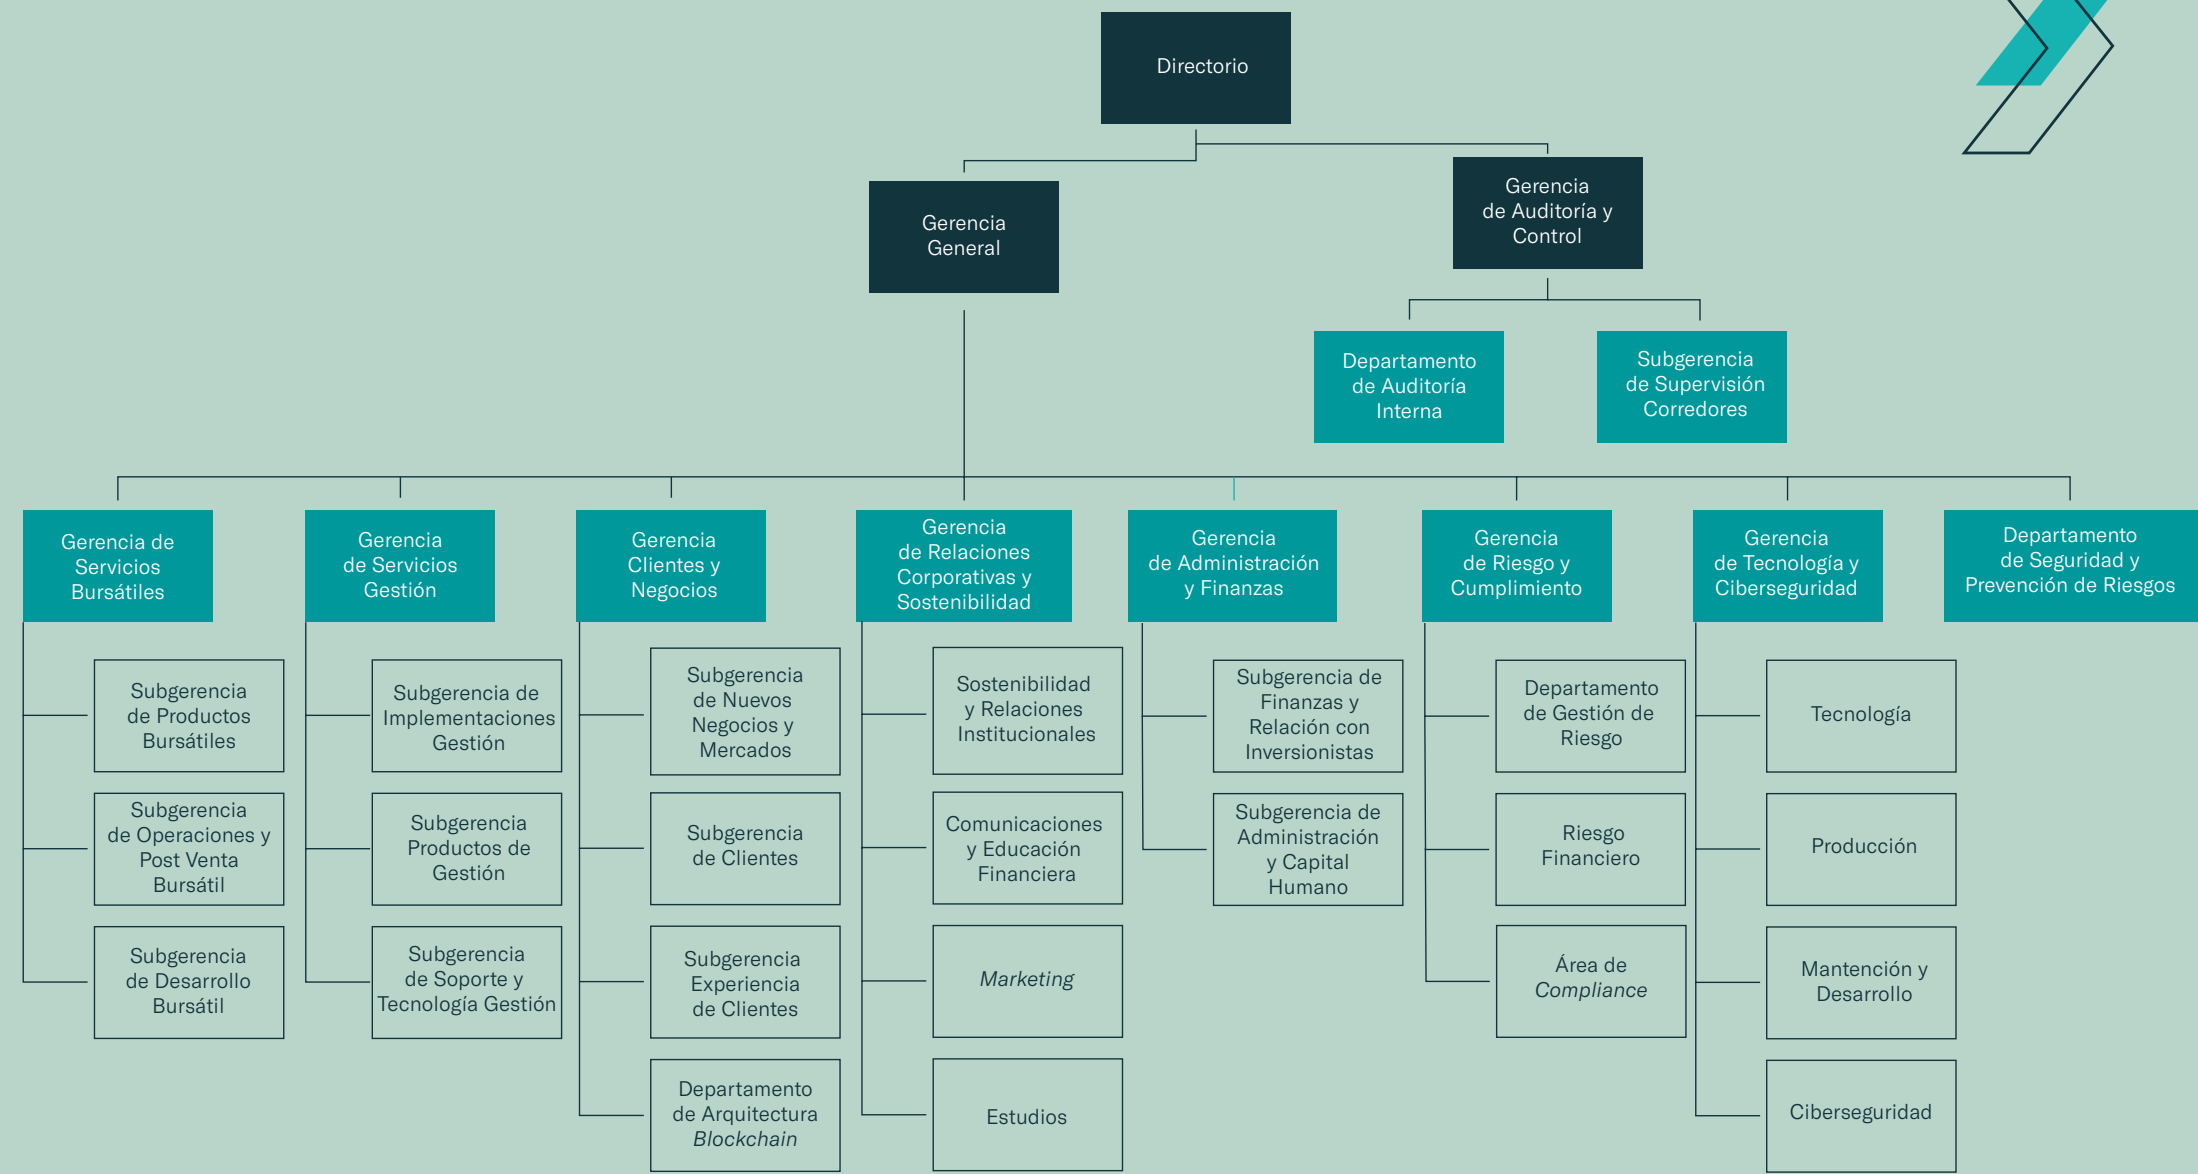 Directorio
Gerencia
General
Gerencia
de Auditoría y
Control
Departamento
de Auditoría
Interna
Subgerencia
de Supervisión
Corredores
Gerencia de
Servicios
Bursátiles
Subgerencia
de Productos
Bursátiles
Subgerencia
de Operaciones y
Post Venta
Bursátil
Subgerencia
de Desarrollo
Bursátil
Gerencia
de Servicios
Gestión
Subgerencia de
Implementaciones
Gestión
Subgerencia
Productos de
Gestión
Subgerencia
de Soporte y
Tecnología Gestión
Gerencia
Clientes y
Negocios
Subgerencia
de Nuevos
Negocios y
Mercados
Subgerencia
de Clientes
Subgerencia
Experiencia
de Clientes
Departamento
de Arquitectura
Blockchain
Gerencia
de Relaciones
Corporativas y
Sostenibilidad
Sostenibilidad
y Relaciones
Institucionales
Comunicaciones
y Educación
Financiera
Marketing
Estudios
Gerencia
de Administración
y Finanzas
Subgerencia de
Finanzas y
Relación con
Inversionistas
Subgerencia de
Administración
y Capital
Humano
Gerencia
de Riesgo y
Cumplimiento
Departamento
de Gestión de
Riesgo
Riesgo
Financiero
Área de
Compliance
Gerencia
de Tecnología y
Ciberseguridad
Tecnología
Producción
Mantención y
Desarrollo
Ciberseguridad
Departamento
de Seguridad y
Prevención de Riesgos